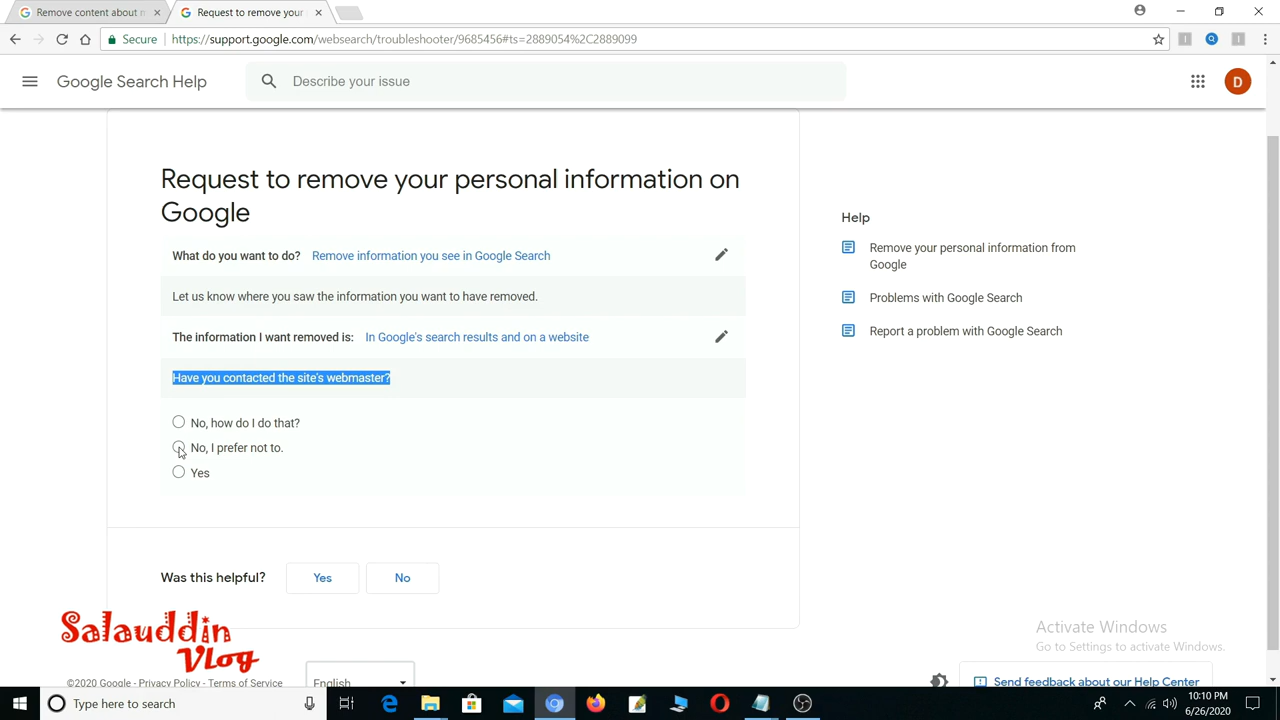 Remove content about m
Request to remove your
Secure
https://support.google.com/websearch/troubleshooter/9685456#ts=2889054%2C2889099
Google Search Help
Describe your issue
D
Request to remove your personal information on
Google
What do you want to do? Remove information you see in Google Search
Let us know where you saw the information you want to have removed.
The information I want removed is: In Google's search results and on a website
Have you contacted the site's webmaster?
No, how do I do that?
No, I prefer not to.
Yes
Help
Remove your personal information from
Google
Problems with Google Search
Report a problem with Google Search
Was this helpful? Yes No
Salauddin
Vlog
Activate Windows
Go to Settings to activate Windows.
©2020 Google - Privacy Policy - Terms of Service
English
Send feedback about our Help Center
Type here to search
10:10 PM
6/26/2020